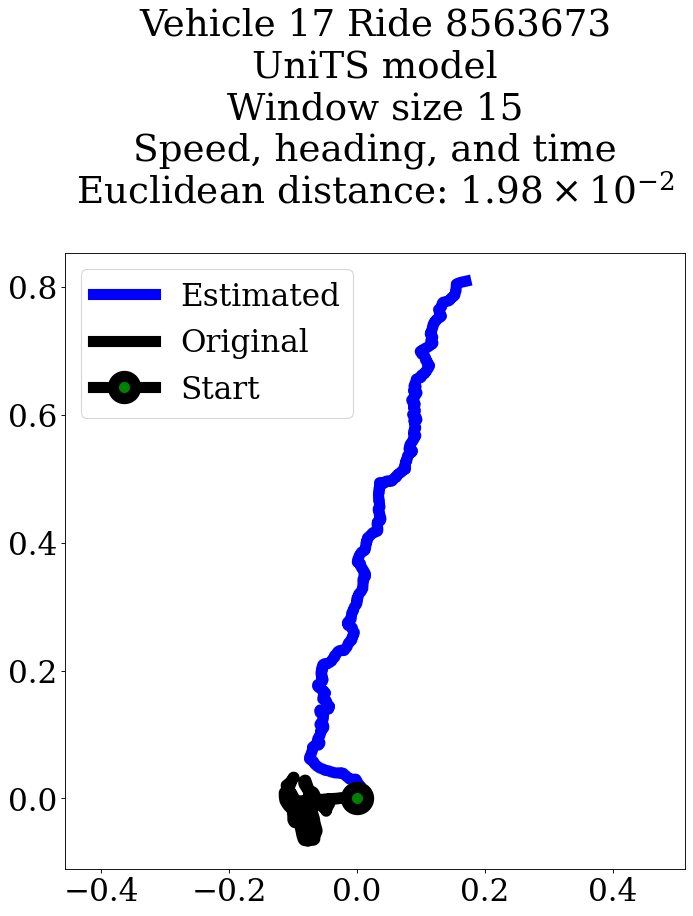 Vehicle 17 Ride 8563673
UniTS model
Window size 15
Speed, heading, and time
Euclidean distance: 1.98 × 10⁻²
Estimated
Original
Start
0.8
0.6
0.4
0.2
0.0
−0.4 −0.2 0.0 0.2 0.4